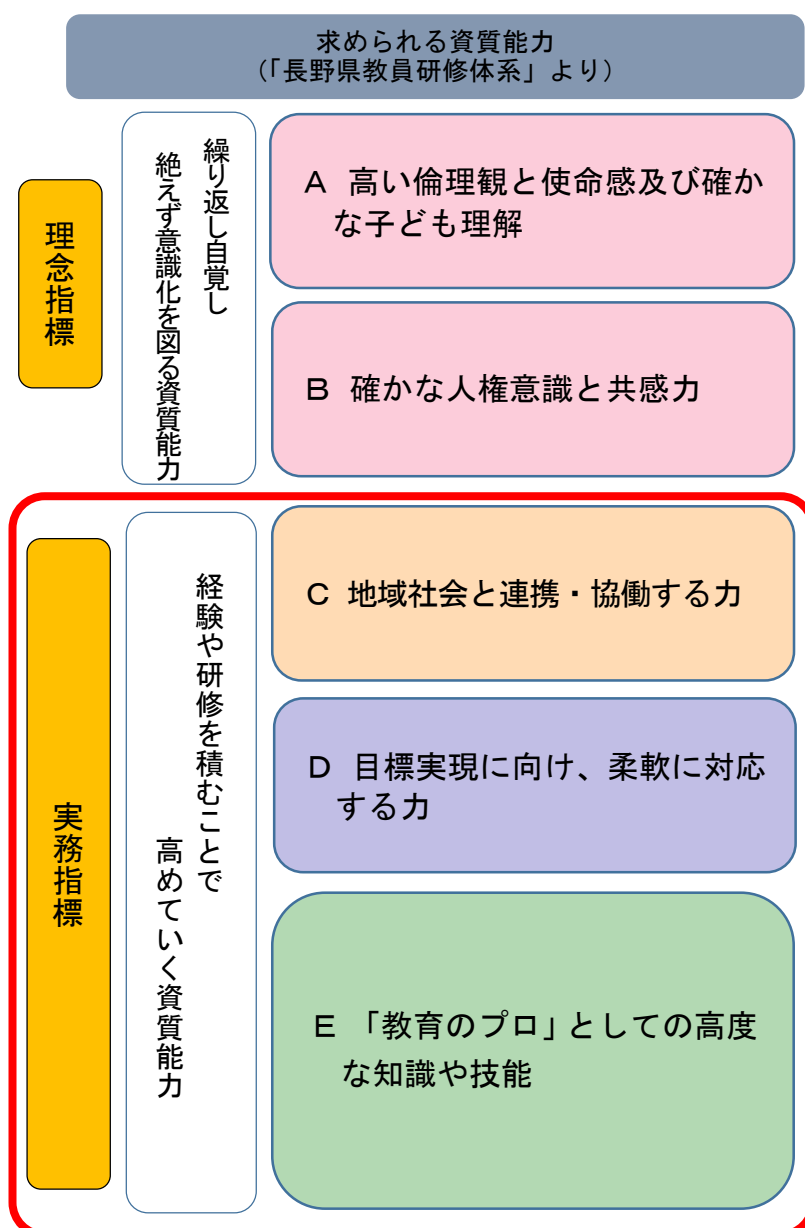 求められる資質能力
（「長野県教員研修体系」より）
理念指標
繰り返し自覚し
絶えず意識化を図る資質能力
A 高い倫理観と使命感及び確か
な子ども理解
B 確かな人権意識と共感力
実務指標
経験や研修を積むことで
高めていく資質能力
C 地域社会と連携・協働する力
D 目標実現に向け、柔軟に対応
する力
E 「教育のプロ」としての高度
な知識や技能